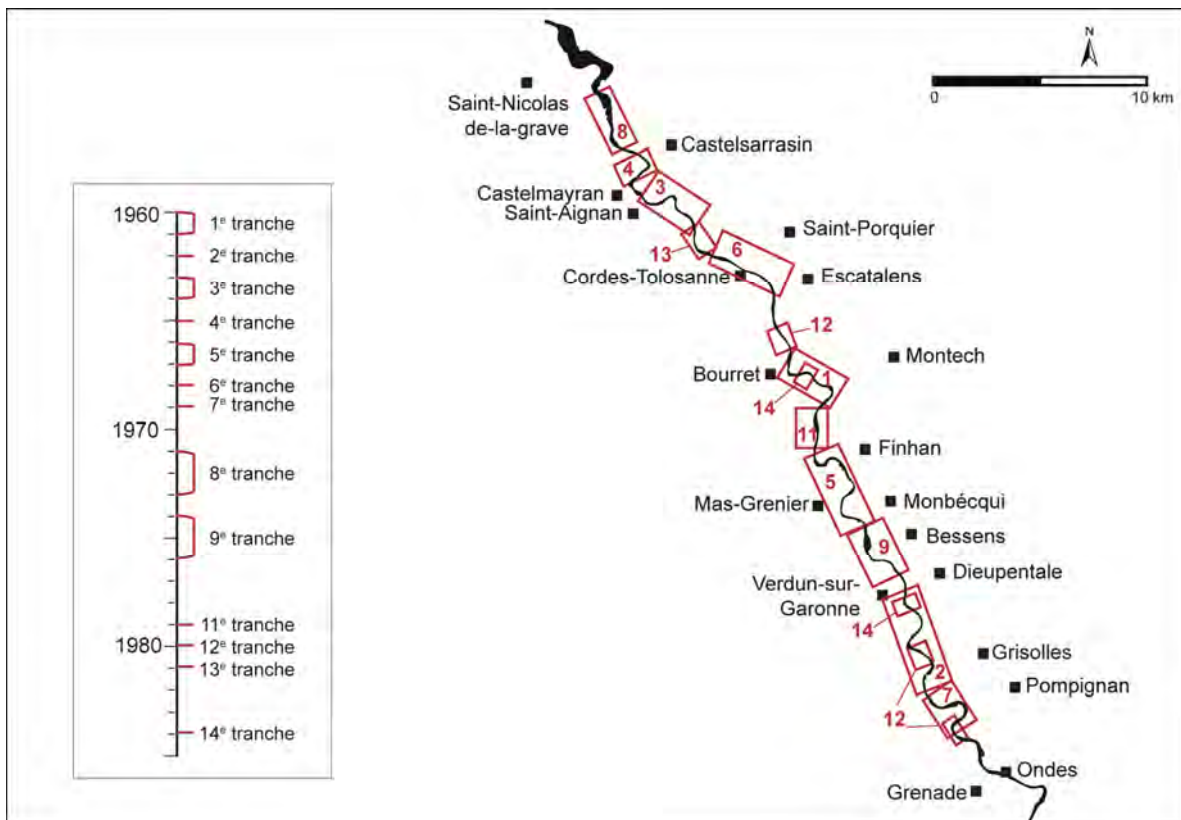 N
0
10 km
Saint-Nicolas
de-la-grave
8
Castelsarrasin
4
3
Castelmayran
Saint-Aignan
13
6
Saint-Porquier
Cordes-Tolosanne
Escatalens
12
Montech
Bourret
1
14
11
Finhan
5
Mas-Grenier
Monbécqui
9
Bessens
Dieupentale
Verdun-sur-
Garonne
14
2
Grisolles
7
Pompignan
12
Ondes
Grenade
1960
1e tranche
2e tranche
3e tranche
4e tranche
5e tranche
6e tranche
7e tranche
1970
8e tranche
9e tranche
11e tranche
1980
12e tranche
13e tranche
14e tranche